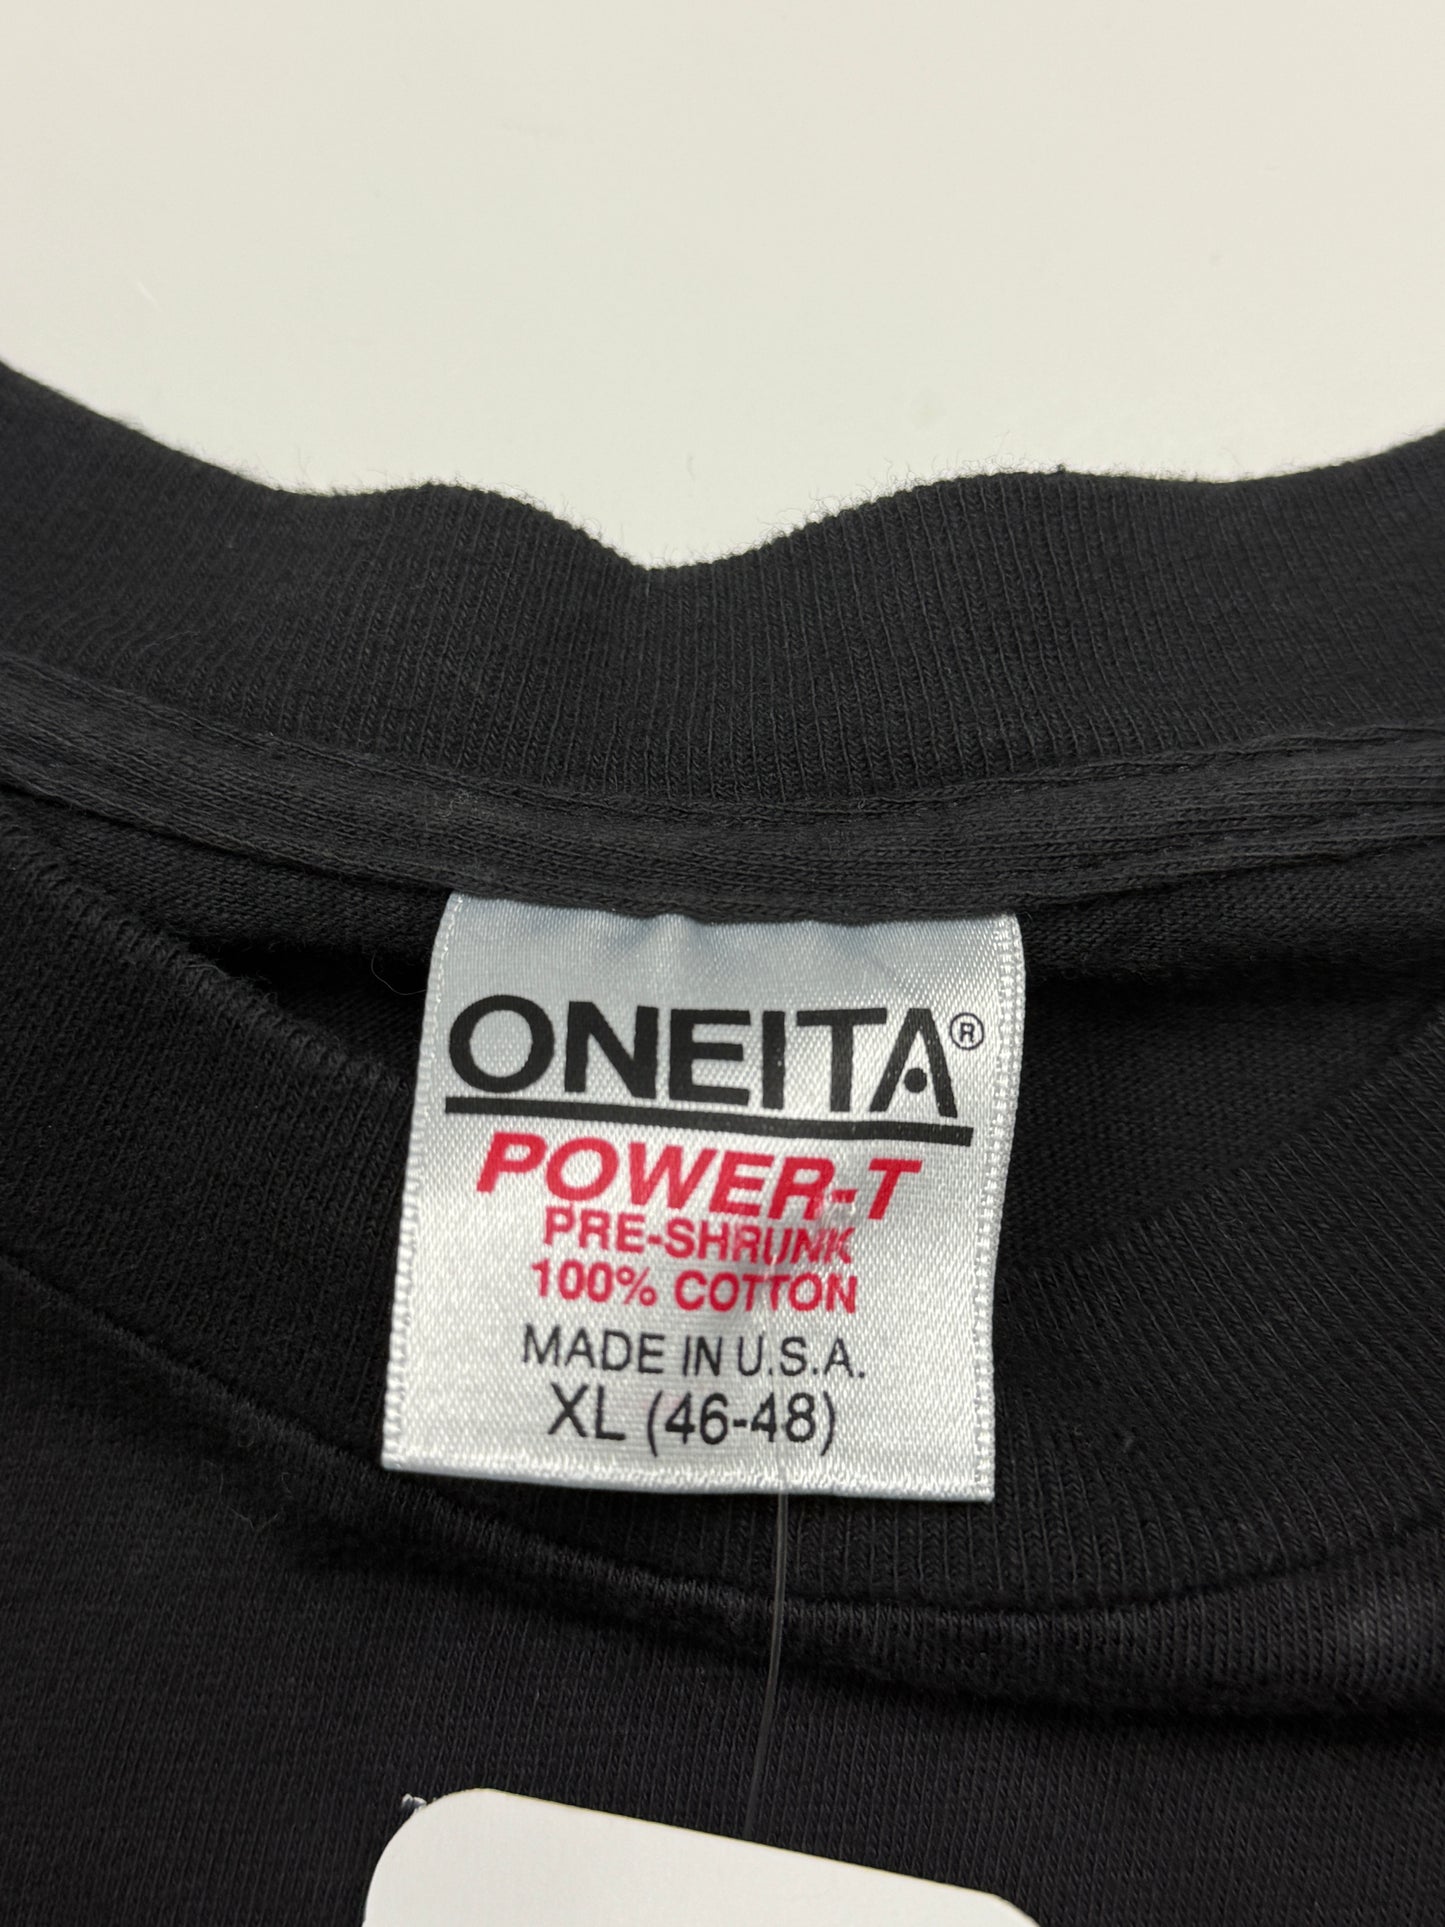 ONEITA®
POWER-T
PRE-SHRUNK
100% COTTON
MADE IN U.S.A.
XL (46-48)